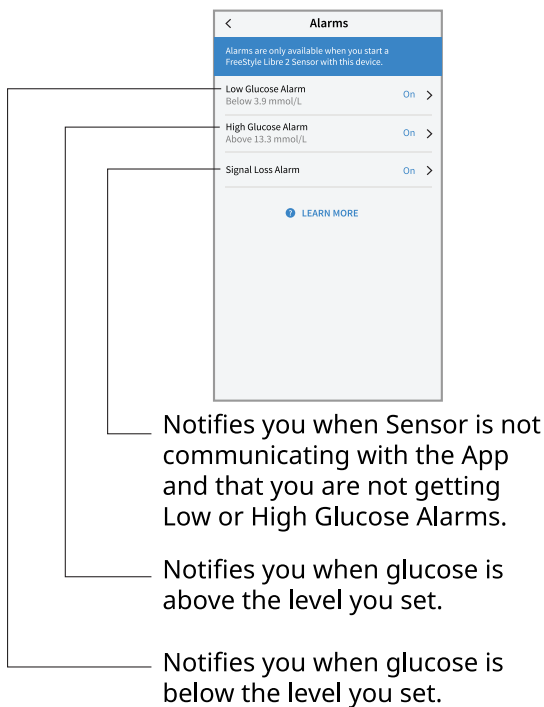 Alarms
Alarms are only available when you start a
FreeStyle Libre 2 Sensor with this device.
Low Glucose Alarm
Below 3.9 mmol/L
On
High Glucose Alarm
Above 13.3 mmol/L
On
Signal Loss Alarm
On
? LEARN MORE
Notifies you when Sensor is not
communicating with the App
and that you are not getting
Low or High Glucose Alarms.
Notifies you when glucose is
above the level you set.
Notifies you when glucose is
below the level you set.